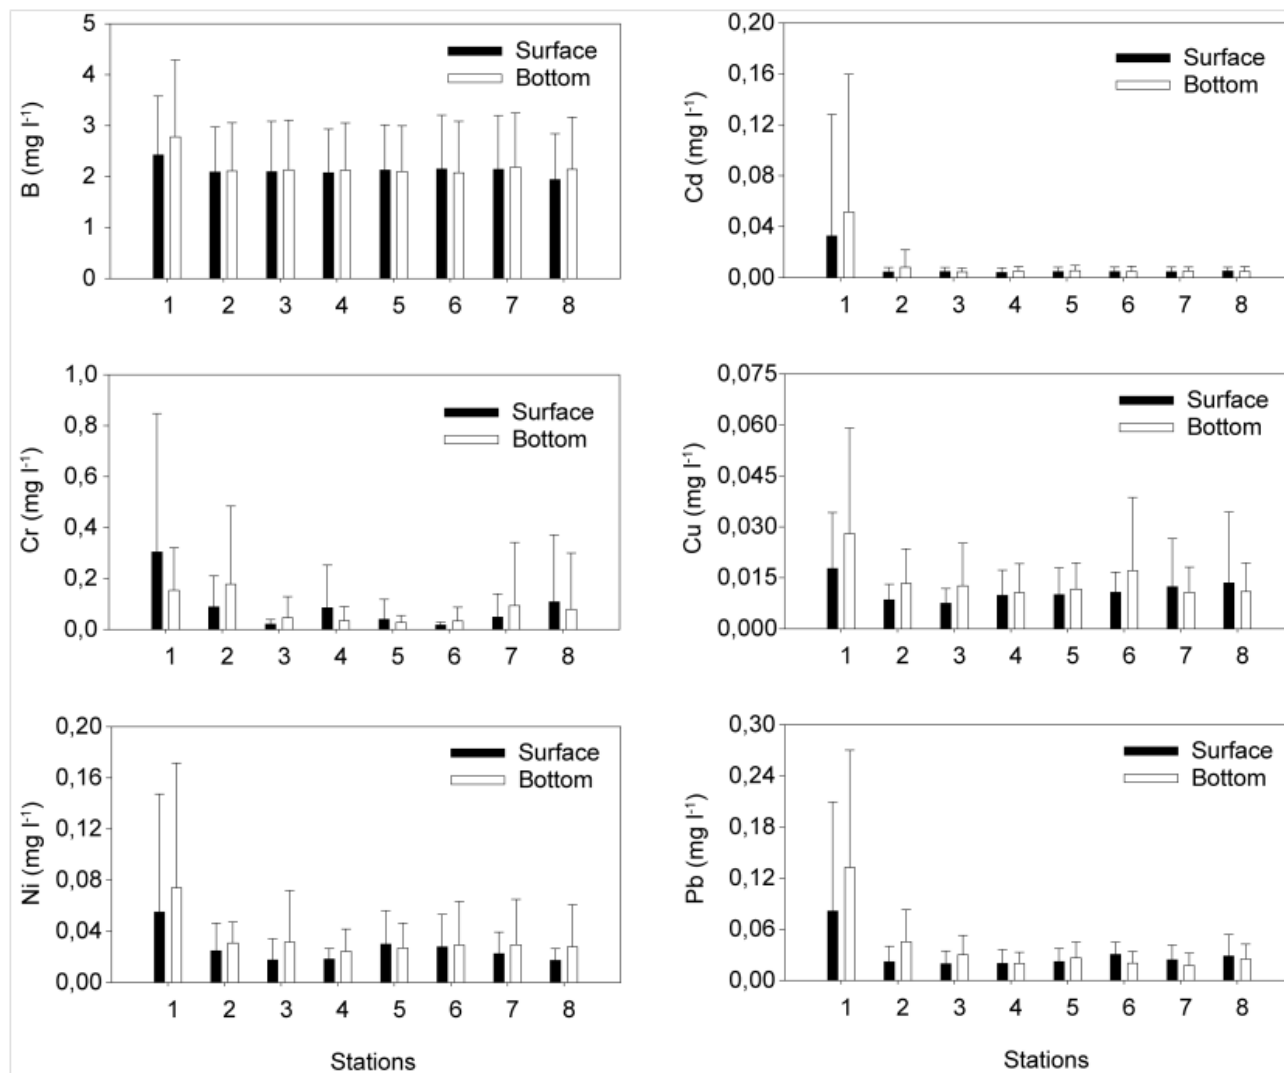 B (mg l⁻¹)
5
4
3
2
1
0
Surface
Bottom
1 2 3 4 5 6 7 8
Cd (mg l⁻¹)
0,20
0,16
0,12
0,08
0,04
0,00
Surface
Bottom
1 2 3 4 5 6 7 8
Cr (mg l⁻¹)
1,0
0,8
0,6
0,4
0,2
0,0
Surface
Bottom
1 2 3 4 5 6 7 8
Cu (mg l⁻¹)
0,075
0,060
0,045
0,030
0,015
0,000
Surface
Bottom
1 2 3 4 5 6 7 8
Ni (mg l⁻¹)
0,20
0,16
0,12
0,08
0,04
0,00
Surface
Bottom
1 2 3 4 5 6 7 8
Stations
Pb (mg l⁻¹)
0,30
0,24
0,18
0,12
0,06
0,00
Surface
Bottom
1 2 3 4 5 6 7 8
Stations